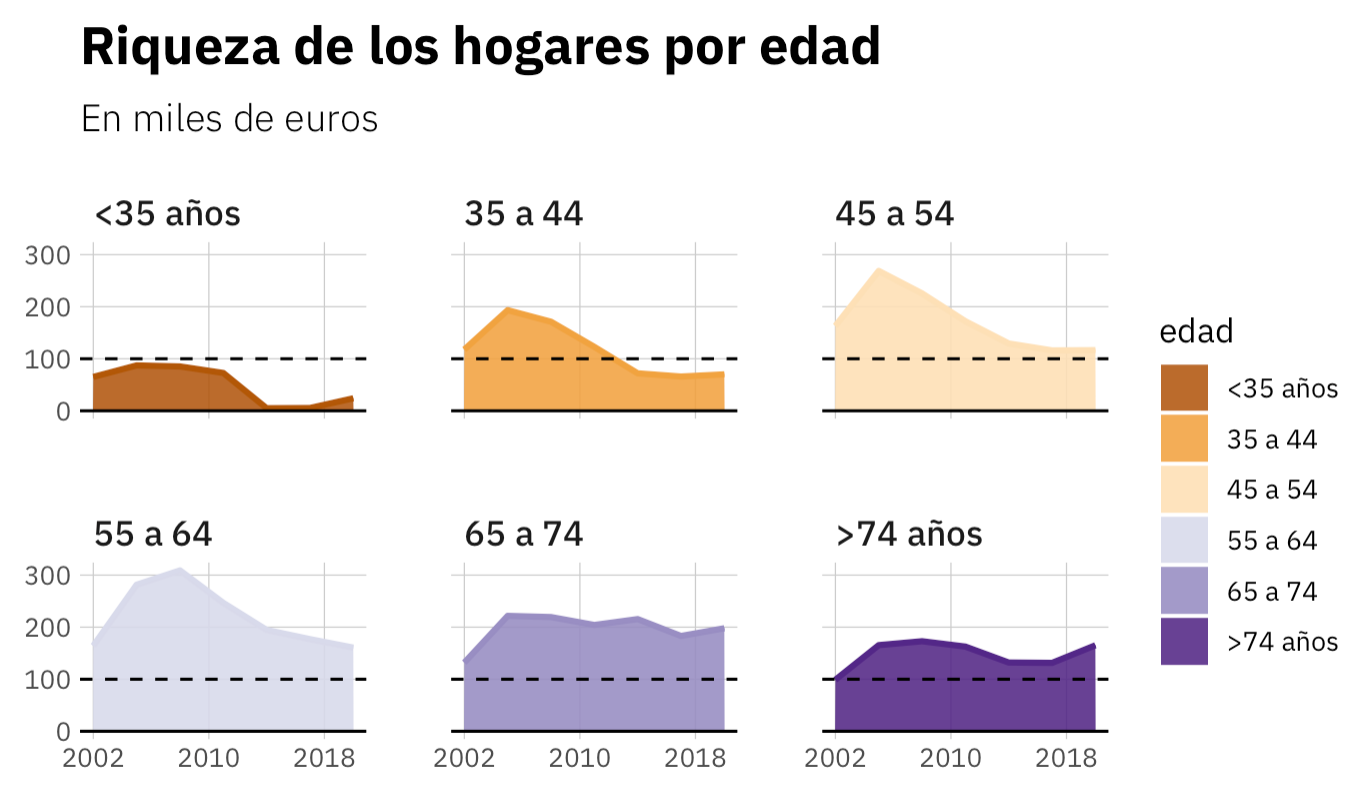 Riqueza de los hogares por edad
En miles de euros
<35 años
35 a 44
45 a 54
300
200
100
0
55 a 64
65 a 74
>74 años
300
200
100
0
2002 2010 2018
2002 2010 2018
2002 2010 2018
edad
<35 años
35 a 44
45 a 54
55 a 64
65 a 74
>74 años